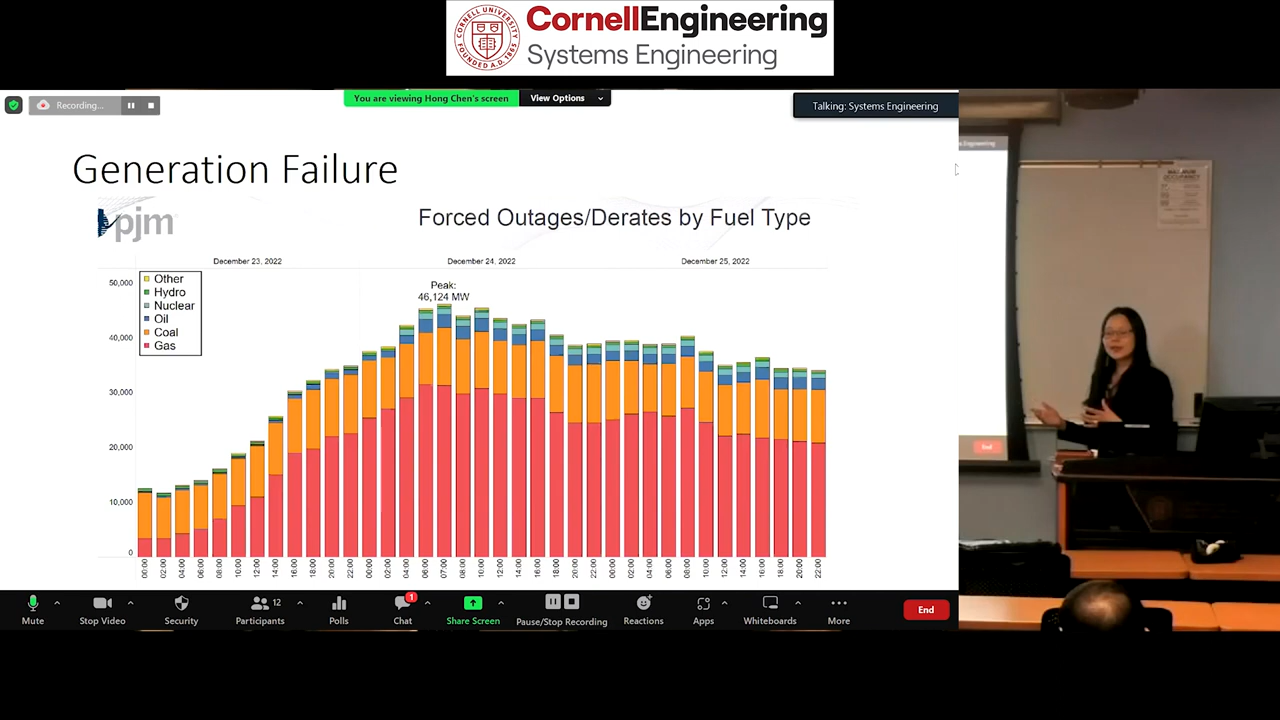 CORNELL UNIVERSITY
FOUNDED A.D. 1865
CornellEngineering
Systems Engineering
Recording...
You are viewing Hong Chen's screen
View Options
Talking: Systems Engineering
Generation Failure
pjm
Forced Outages/Derates by Fuel Type
December 23, 2022
December 24, 2022
December 25, 2022
50,000
40,000
30,000
20,000
10,000
0
Other
Hydro
Nuclear
Oil
Coal
Gas
Peak:
46,124 MW
00:00 02:00 04:00 06:00 08:00 10:00 12:00 14:00 16:00 18:00 20:00 22:00 00:00 02:00 04:00 06:00 07:00 08:00 10:00 12:00 14:00 16:00 18:00 20:00 22:00 00:00 02:00 04:00 06:00 08:00 10:00 12:00 14:00 16:00 18:00 20:00 22:00
Engineering
End
Mute
Stop Video
Security
12
Participants
Polls
1
Chat
Share Screen
Pause/Stop Recording
Reactions
Apps
Whiteboards
More
End